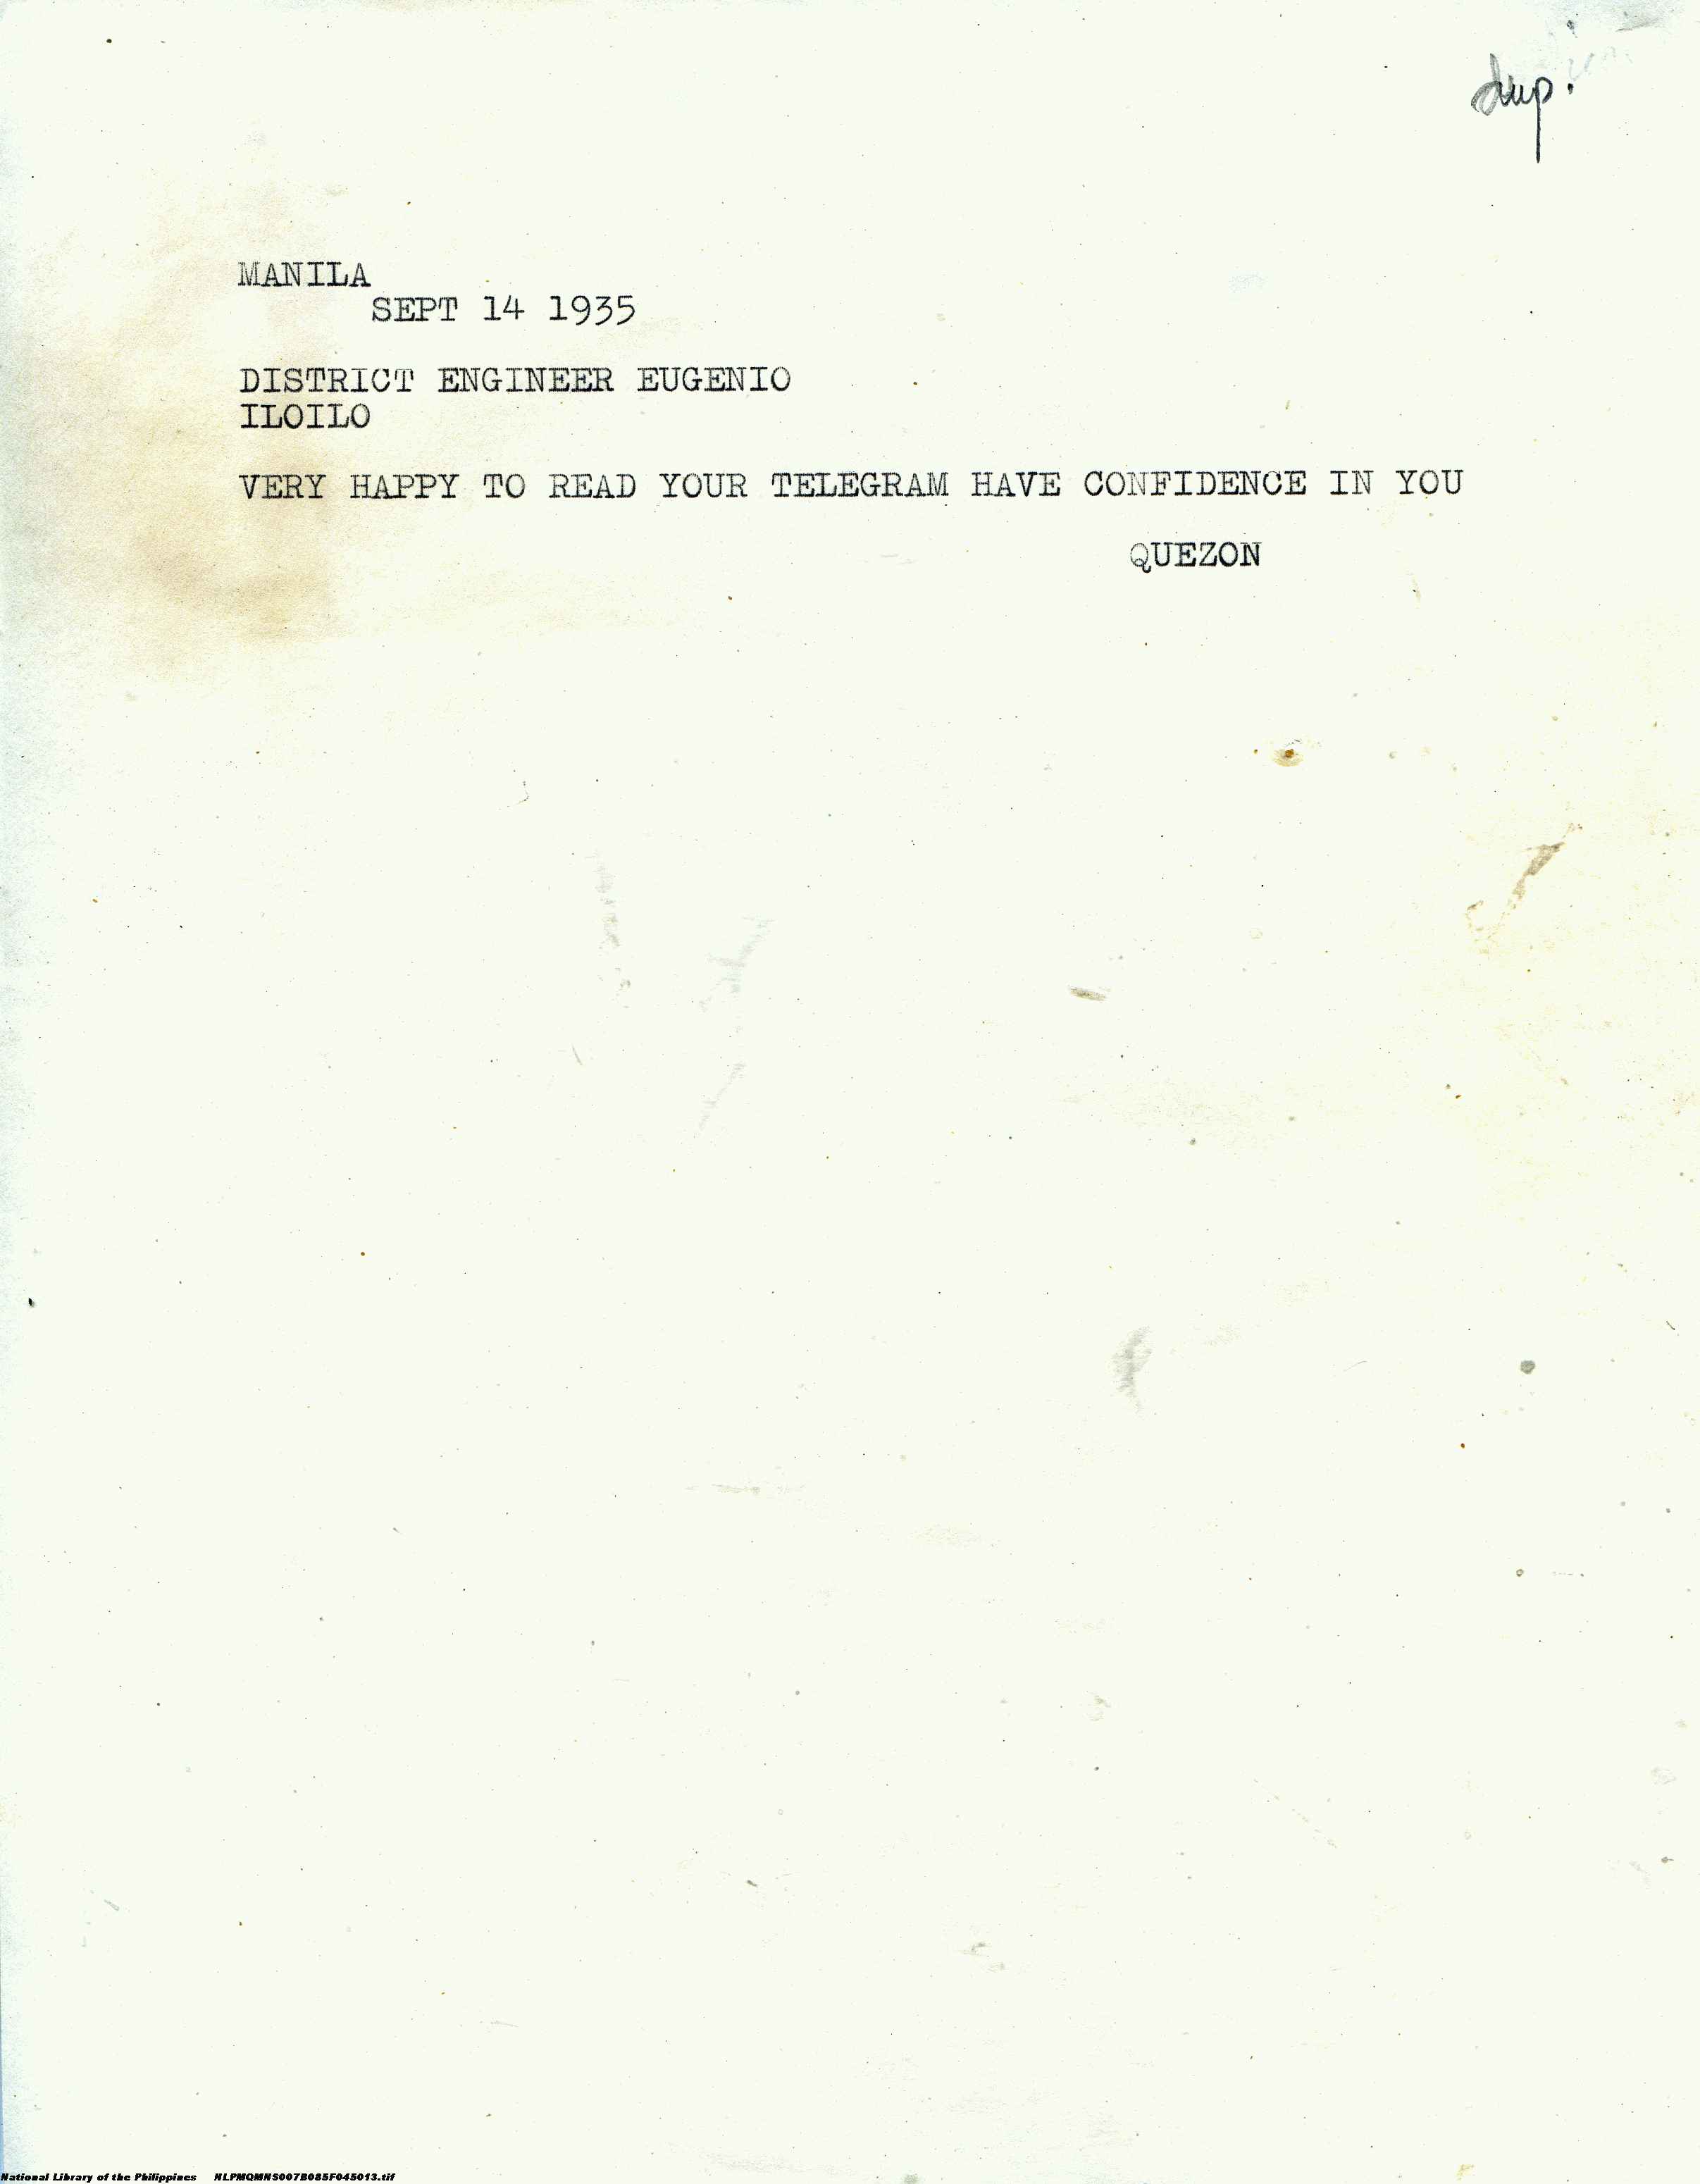 dup.
MANILA
SEPT 14 1935
DISTRICT ENGINEER EUGENIO
ILOILO
VERY HAPPY TO READ YOUR TELEGRAM HAVE CONFIDENCE IN YOU
QUEZON
National Library of the Philippines NLPMQMNS007B085F045013.tif